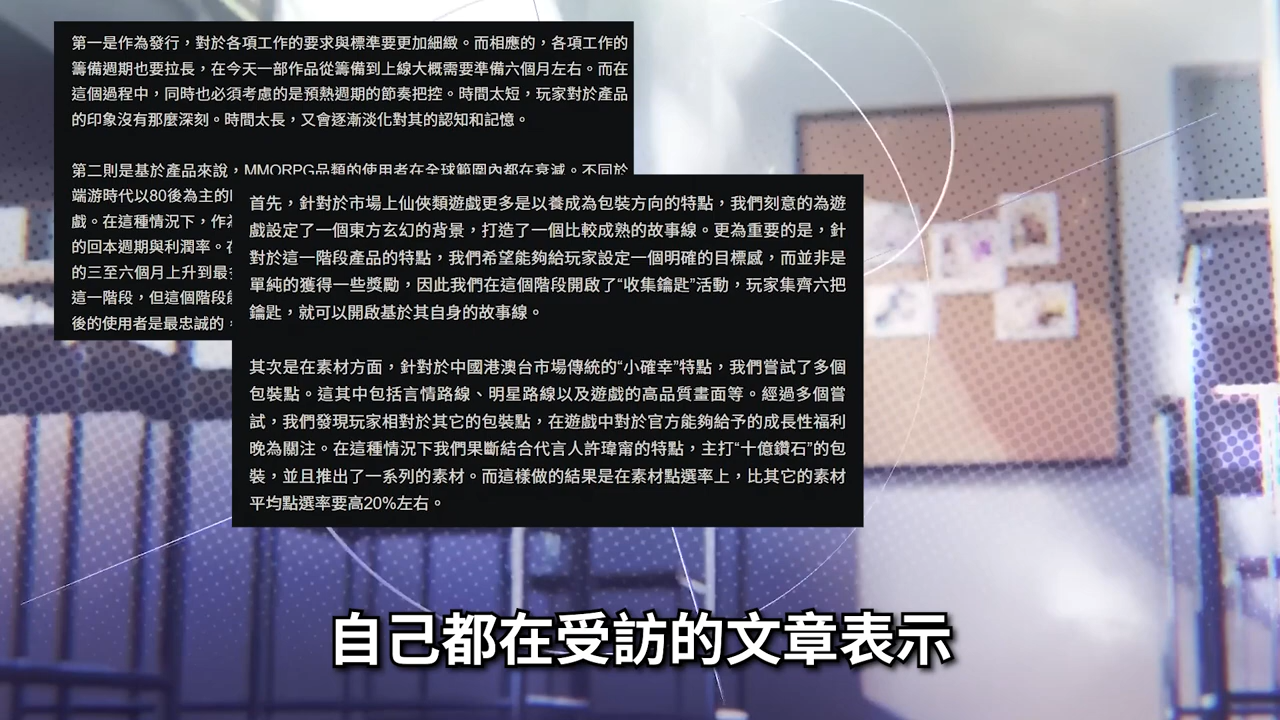 第一是作為發行，對於各項工作的要求與標準要更加細緻。而相應的，各項工作的
籌備週期也要拉長，在今天一部作品從籌備到上線大概需要準備六個月左右。而在
這個過程中，同時也必須考慮的是預熱週期的節奏把控。時間太短，玩家對於產品
的印象沒有那麼深刻。時間太長，又會逐漸淡化對其的認知和記憶。
第二則是基於產品來說，MMORPG品類的使用者在全球範圍內都在衰減。不同於
端游時代以80後為主的
戲。在這種情況下，作為
的回本週期與利潤率。在
的三至六個月上升到最
這一階段，但這個階段
後的使用者是最忠誠的，
首先，針對於市場上仙俠類遊戲更多是以養成為包裝方向的特點，我們刻意的為遊
戲設定了一個東方玄幻的背景，打造了一個比較成熟的故事線。更為重要的是，針
對於這一階段產品的特點，我們希望能夠給玩家設定一個明確的目標感，而並非是
單純的獲得一些獎勵，因此我們在這個階段開啟了“收集鑰匙”活動，玩家集齊六把
鑰匙，就可以開啟基於其自身的故事線。
其次是在素材方面，針對於中國港澳台市場傳統的“小確幸”特點，我們嘗試了多個
包裝點。這其中包括言情路線、明星路線以及遊戲的高品質畫面等。經過多個嘗
試，我們發現玩家相對於其它的包裝點，在遊戲中對於官方能夠給予的成長性福利
晚為關注。在這種情況下我們果斷結合代言人許瑋甯的特點，主打“十億鑽石”的包
裝，並且推出了一系列的素材。而這樣做的結果是在素材點選率上，比其它的素材
平均點選率要高20%左右。
自己都在受訪的文章表示